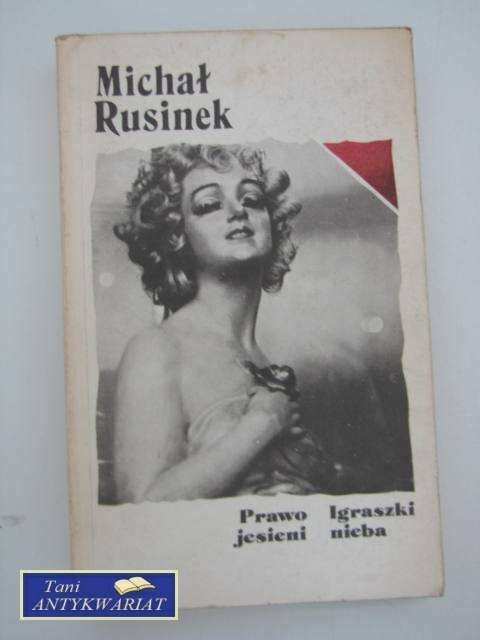 Michał
Rusinek
Prawo
jesieni
Igraszki
nieba
Tani
ANTYKWARIAT